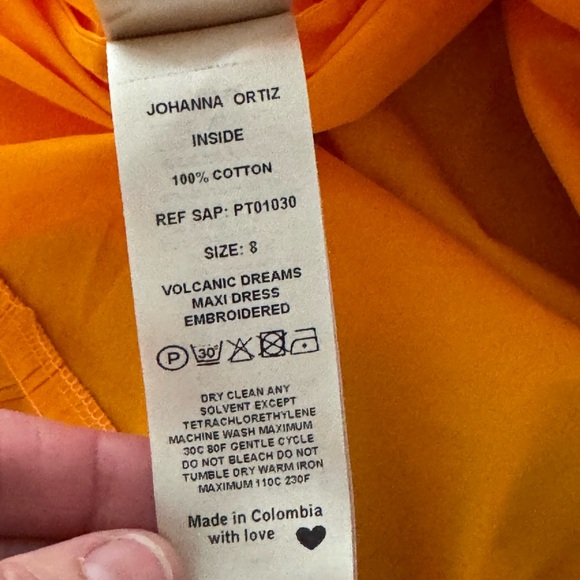 JOHANNA ORTIZ
INSIDE
100% COTTON
REF SAP: PT01030
SIZE: 8
VOLCANIC DREAMS
MAXI DRESS
EMBROIDERED
P 30°
DRY CLEAN ANY
SOLVENT EXCEPT
TETRACHLORETHYLENE
MACHINE WASH MAXIMUM
30C 80F GENTLE CYCLE
DO NOT BLEACH DO NOT
TUMBLE DRY WARM IRON
MAXIMUM 110C 230F
Made in Colombia
with love